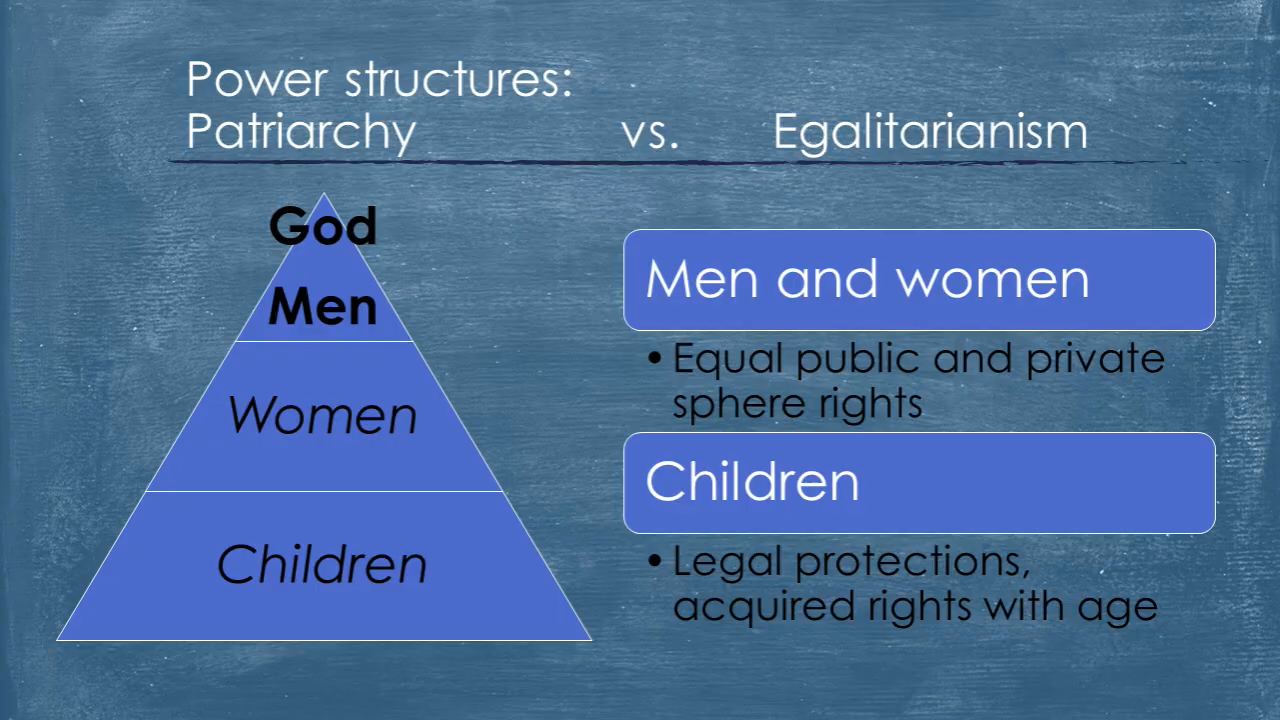 Power structures:
Patriarchy vs. Egalitarianism
God
Men
Women
Children
Men and women
• Equal public and private
sphere rights
Children
• Legal protections,
acquired rights with age